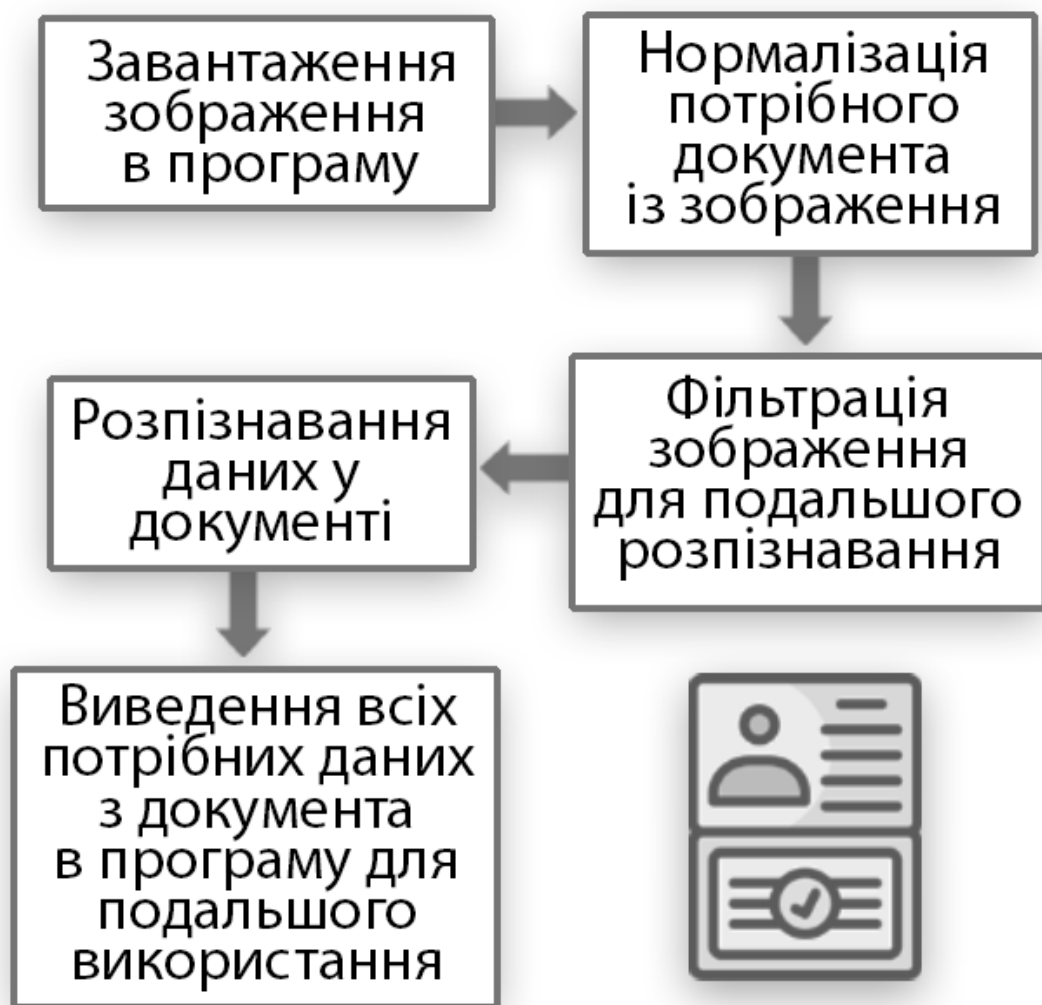 Завантаження
зображення
в програму
Нормалізація
потрібного
документа
із зображення
Фільтрація
зображення
для подальшого
розпізнавання
Розпізнавання
даних у
документі
Виведення всіх
потрібних даних
з документа
в програму для
подальшого
використання